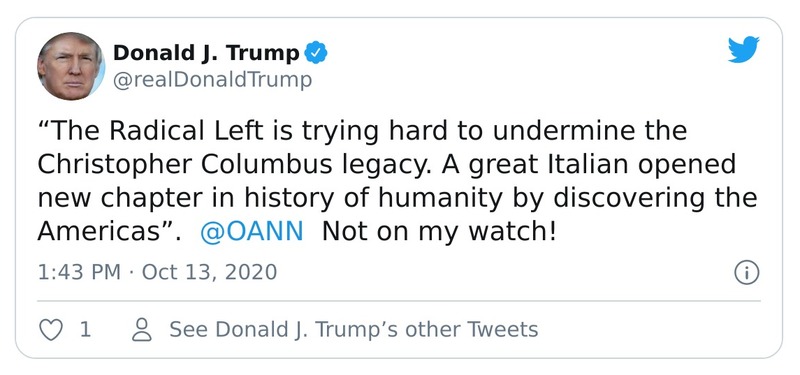 Donald J. Trump
@realDonaldTrump
“The Radical Left is trying hard to undermine the
Christopher Columbus legacy. A great Italian opened
new chapter in history of humanity by discovering the
Americas”.  @OANN  Not on my watch!
1:43 PM · Oct 13, 2020
1
See Donald J. Trump’s other Tweets